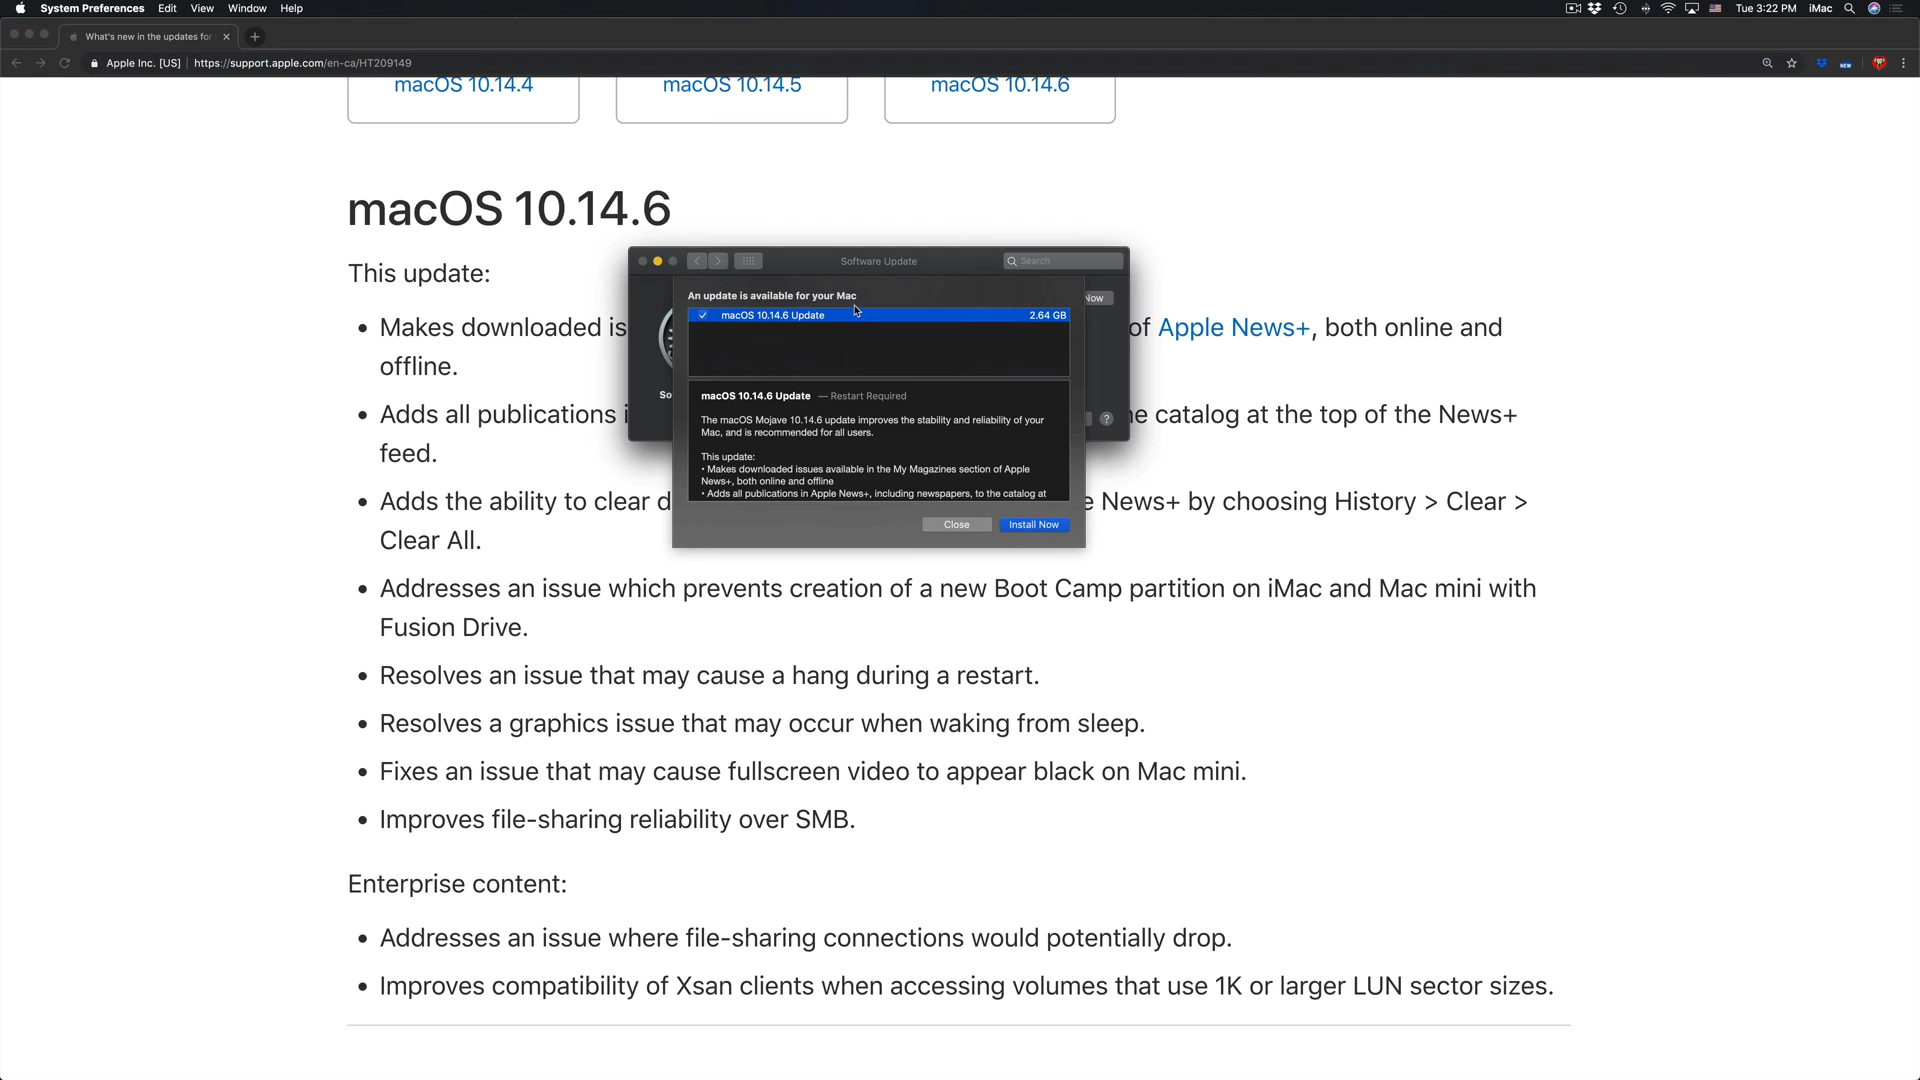 System Preferences Edit View Window Help Tue 3:22 PM iMac
What's new in the updates for
Apple Inc. [US] https://support.apple.com/en-ca/HT209149 NEW
macOS 10.14.4 macOS 10.14.5 macOS 10.14.6
macOS 10.14.6
This update:
Software Update Search
An update is available for your Mac
Now
macOS 10.14.6 Update 2.64 GB
• Makes downloaded is of Apple News+, both online and
offline.
So
macOS 10.14.6 Update — Restart Required
The macOS Mojave 10.14.6 update improves the stability and reliability of your
Mac, and is recommended for all users.
This update:
• Makes downloaded issues available in the My Magazines section of Apple
News+, both online and offline
• Adds all publications in Apple News+, including newspapers, to the catalog at
Close Install Now
?
• Adds all publications i e catalog at the top of the News+
feed.
• Adds the ability to clear d e News+ by choosing History > Clear >
Clear All.
• Addresses an issue which prevents creation of a new Boot Camp partition on iMac and Mac mini with
Fusion Drive.
• Resolves an issue that may cause a hang during a restart.
• Resolves a graphics issue that may occur when waking from sleep.
• Fixes an issue that may cause fullscreen video to appear black on Mac mini.
• Improves file-sharing reliability over SMB.
Enterprise content:
• Addresses an issue where file-sharing connections would potentially drop.
• Improves compatibility of Xsan clients when accessing volumes that use 1K or larger LUN sector sizes.